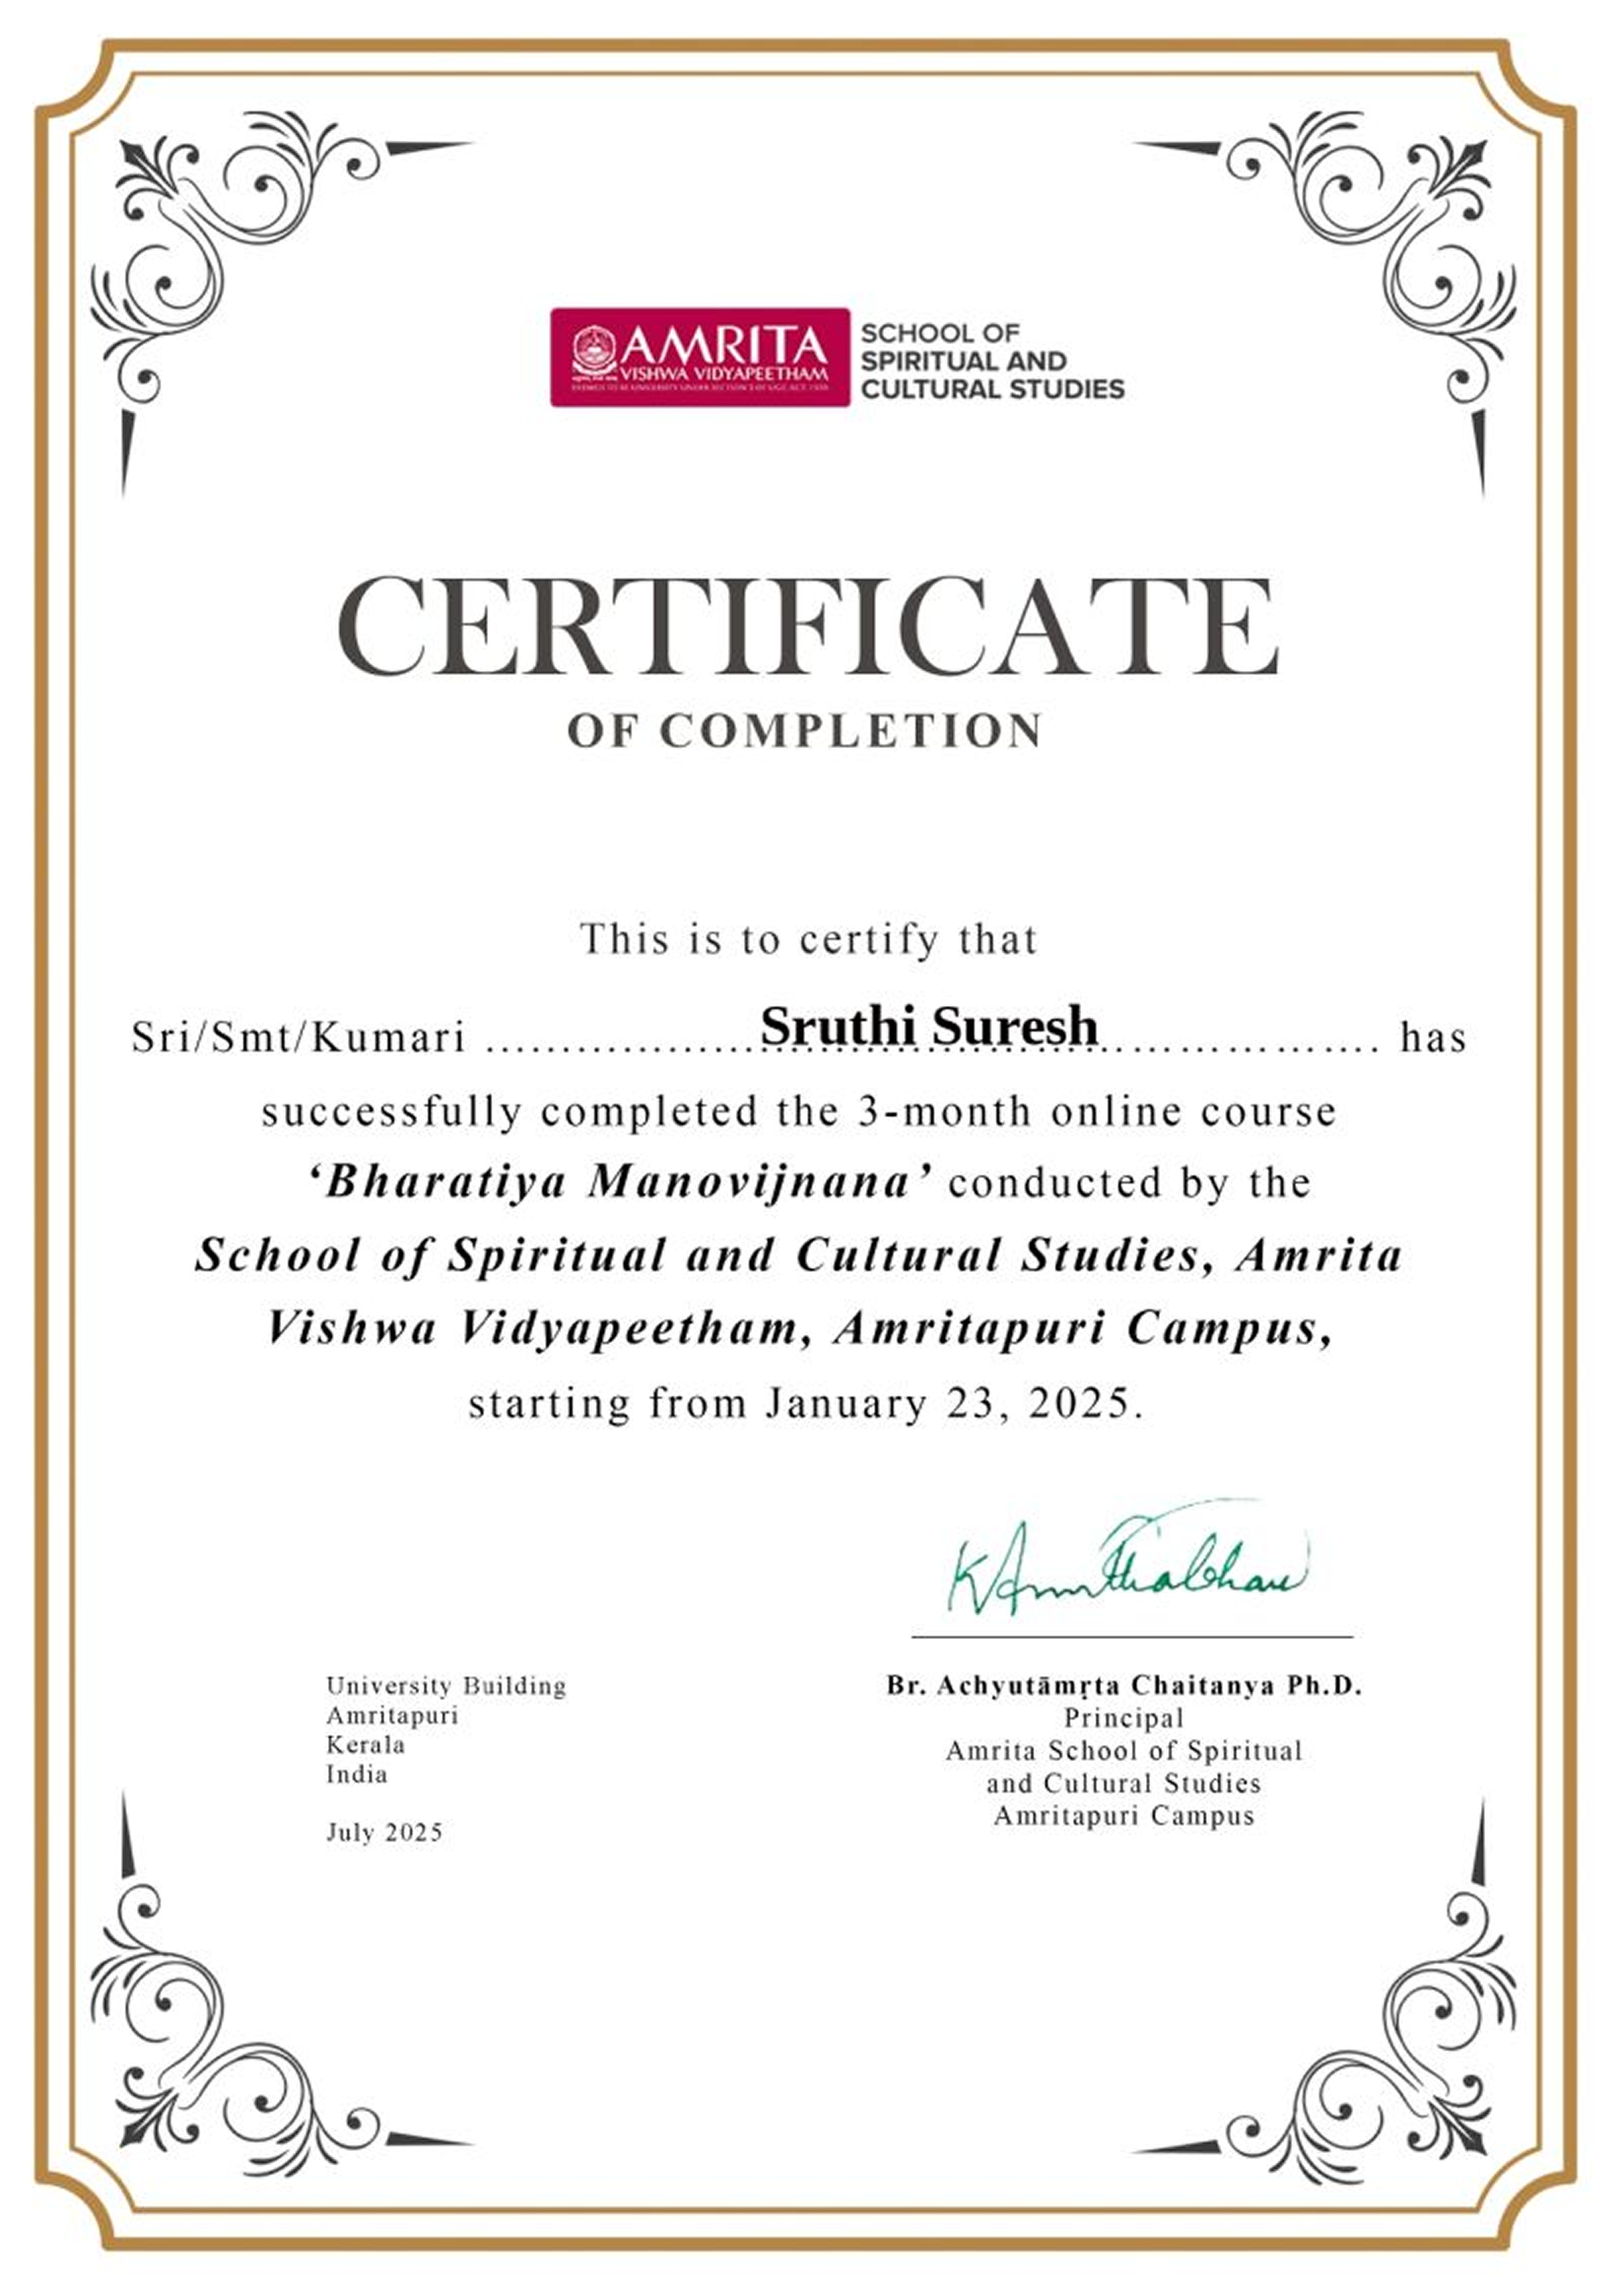 AMRITA
VISHWA VIDYAPEETHAM
SCHOOL OF
SPIRITUAL AND
CULTURAL STUDIES
CERTIFICATE
OF COMPLETION
This is to certify that
Sri/Smt/Kumari ..................Sruthi Suresh..................... has
successfully completed the 3-month online course
‘Bharatiya Manovijnana’ conducted by the
School of Spiritual and Cultural Studies, Amrita
Vishwa Vidyapeetham, Amritapuri Campus,
starting from January 23, 2025.
University Building
Amritapuri
Kerala
India
July 2025
Br. Achyutāmṛta Chaitanya Ph.D.
Principal
Amrita School of Spiritual
and Cultural Studies
Amritapuri Campus